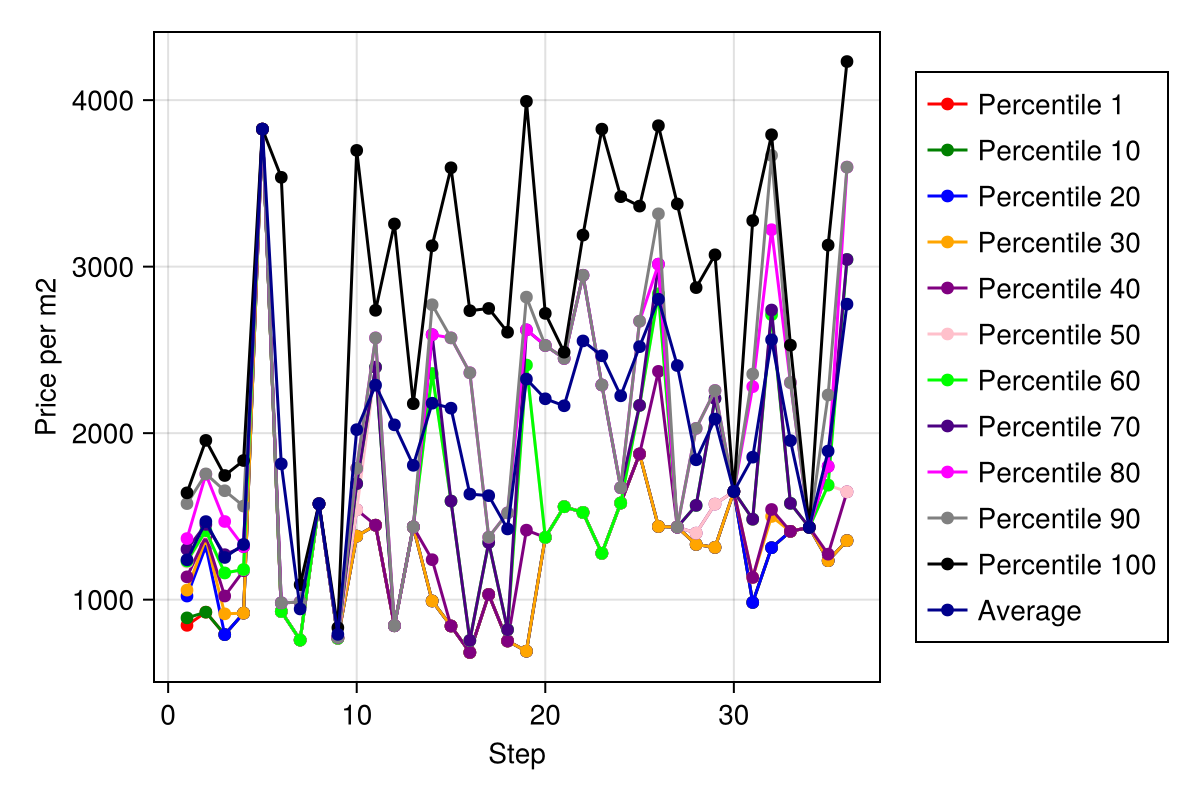 4000
3000
2000
1000
Price per m2
0 10 20 30
Step
Percentile 1
Percentile 10
Percentile 20
Percentile 30
Percentile 40
Percentile 50
Percentile 60
Percentile 70
Percentile 80
Percentile 90
Percentile 100
Average